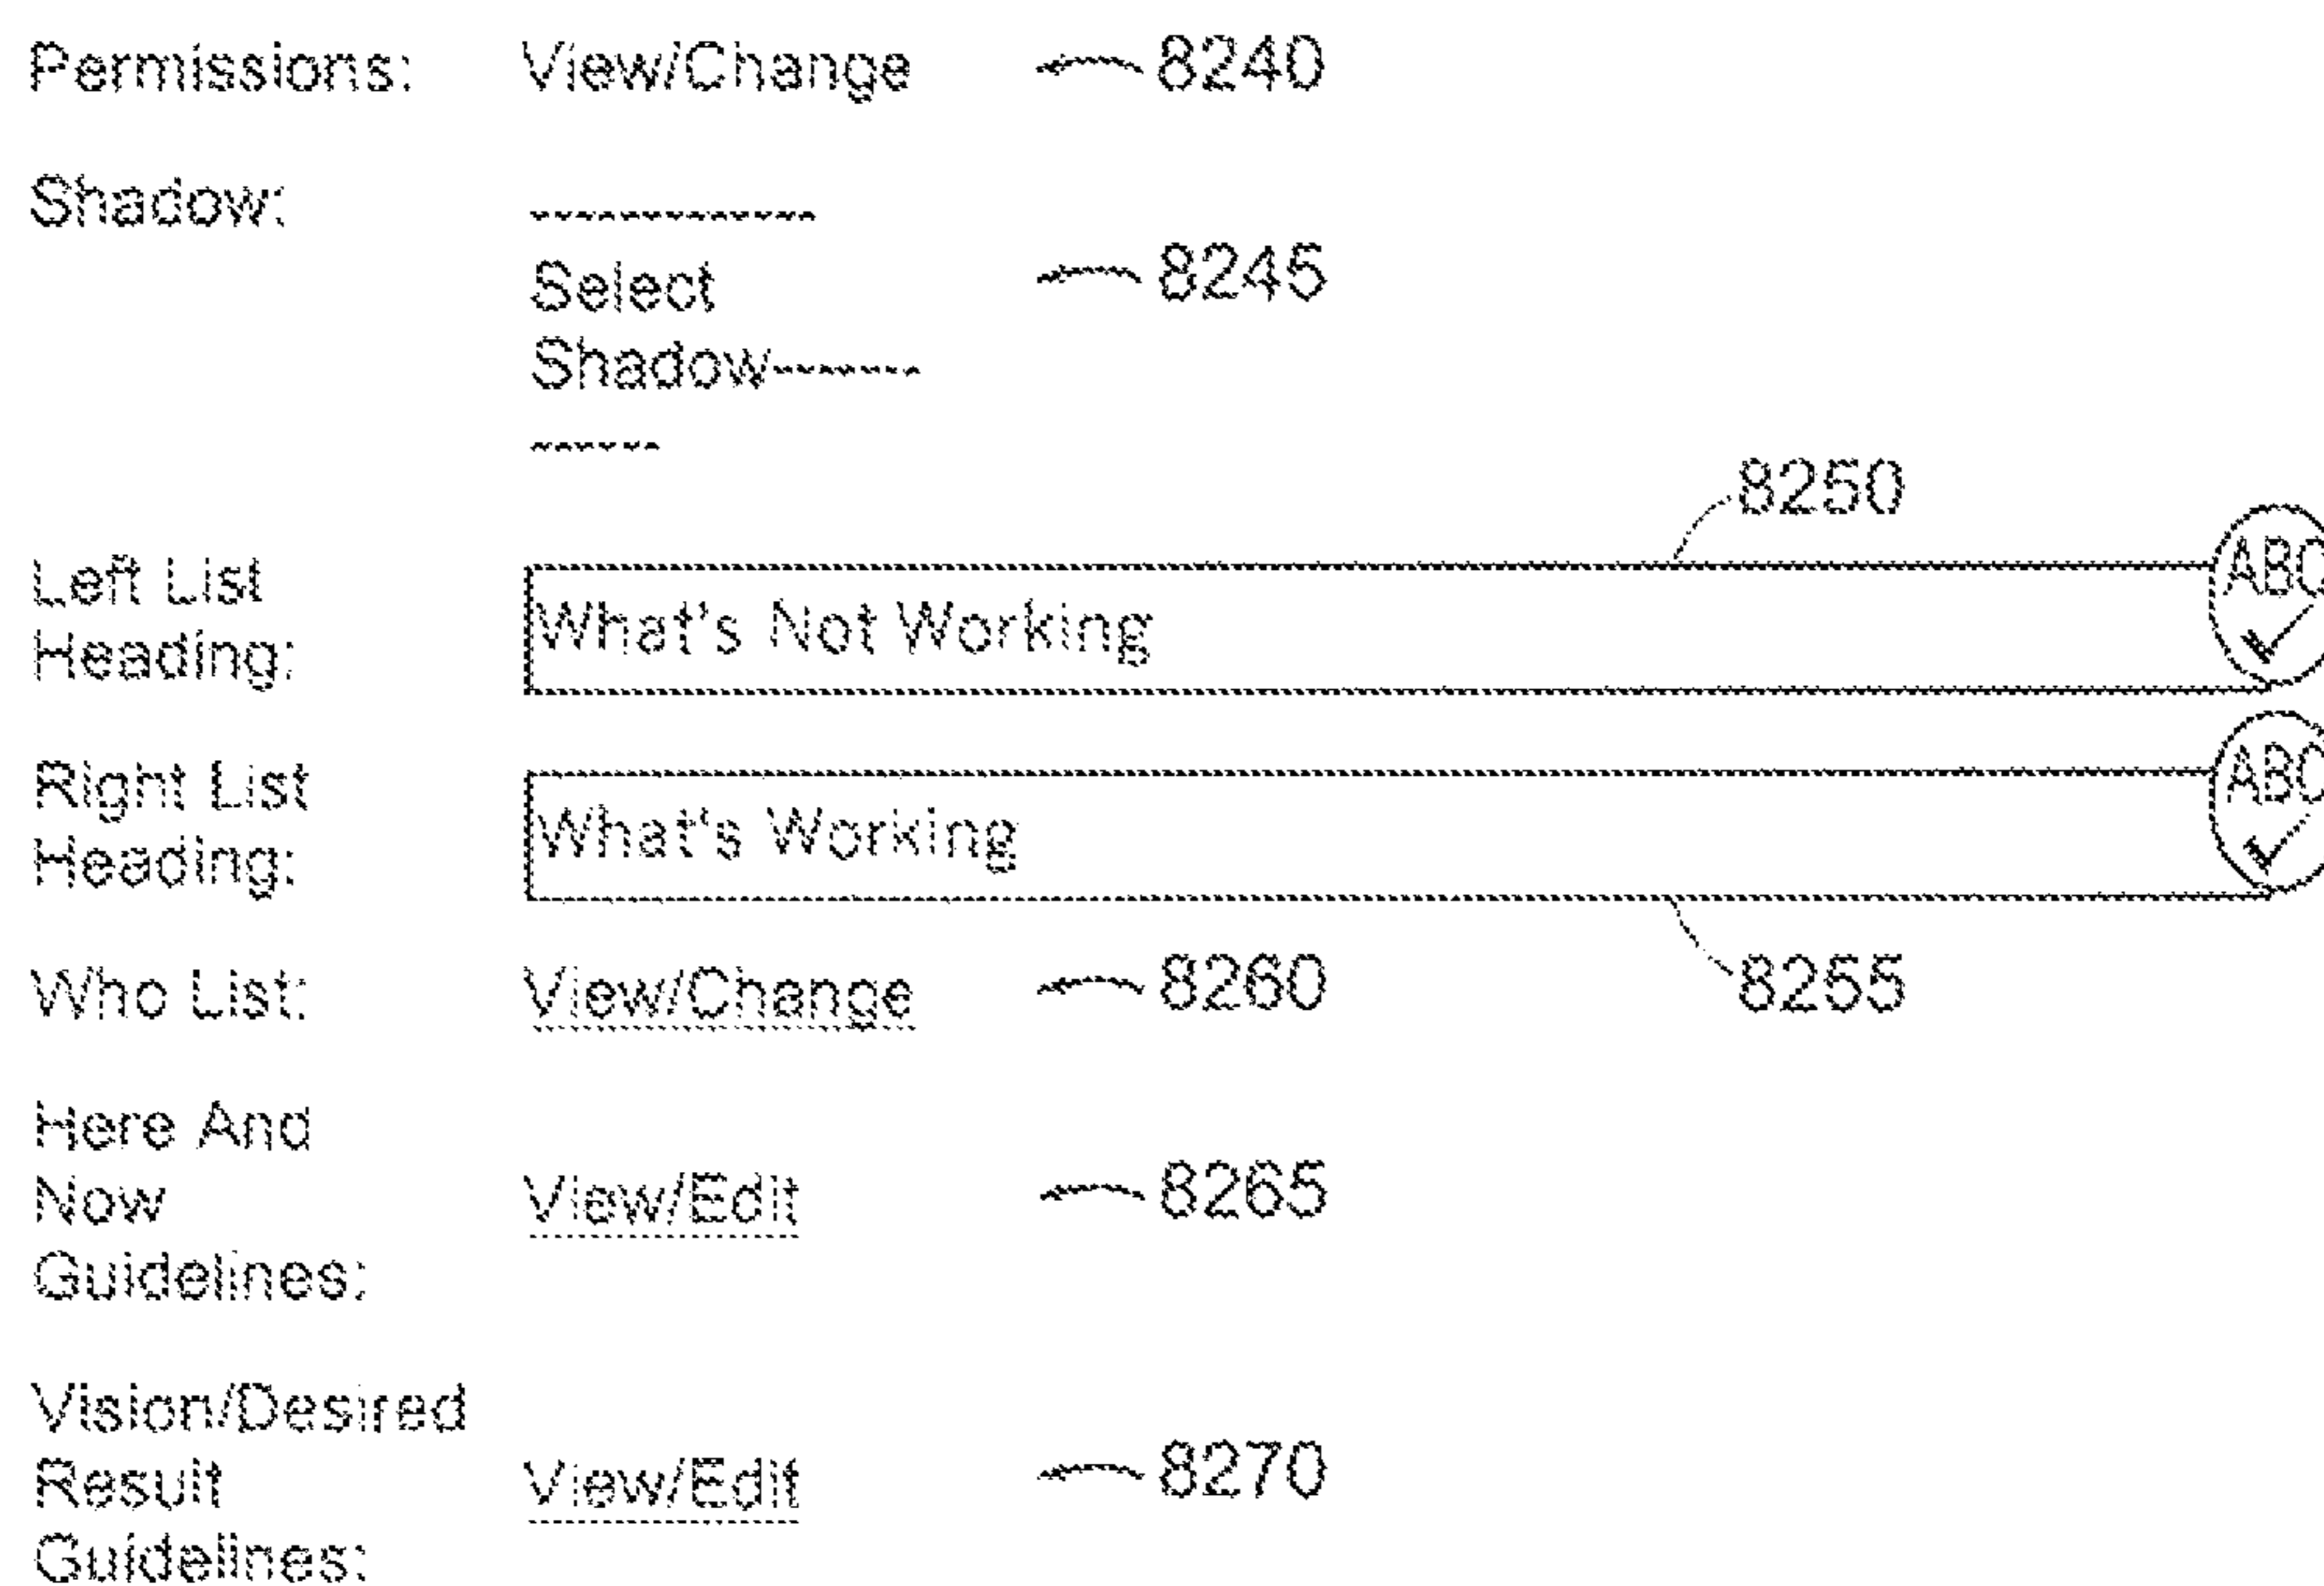 Permissions: View/Change 8240
Shadow: --------------
Select 8245
Shadow--------
------
8250
Left List
Heading:
What's Not Working
ABC
Right List
Heading:
What's Working
ABC
Who List: View/Change 8260 8255
Here And
Now View/Edit 8265
Guidelines:
Vision/Desired
Result View/Edit 8270
Guidelines: